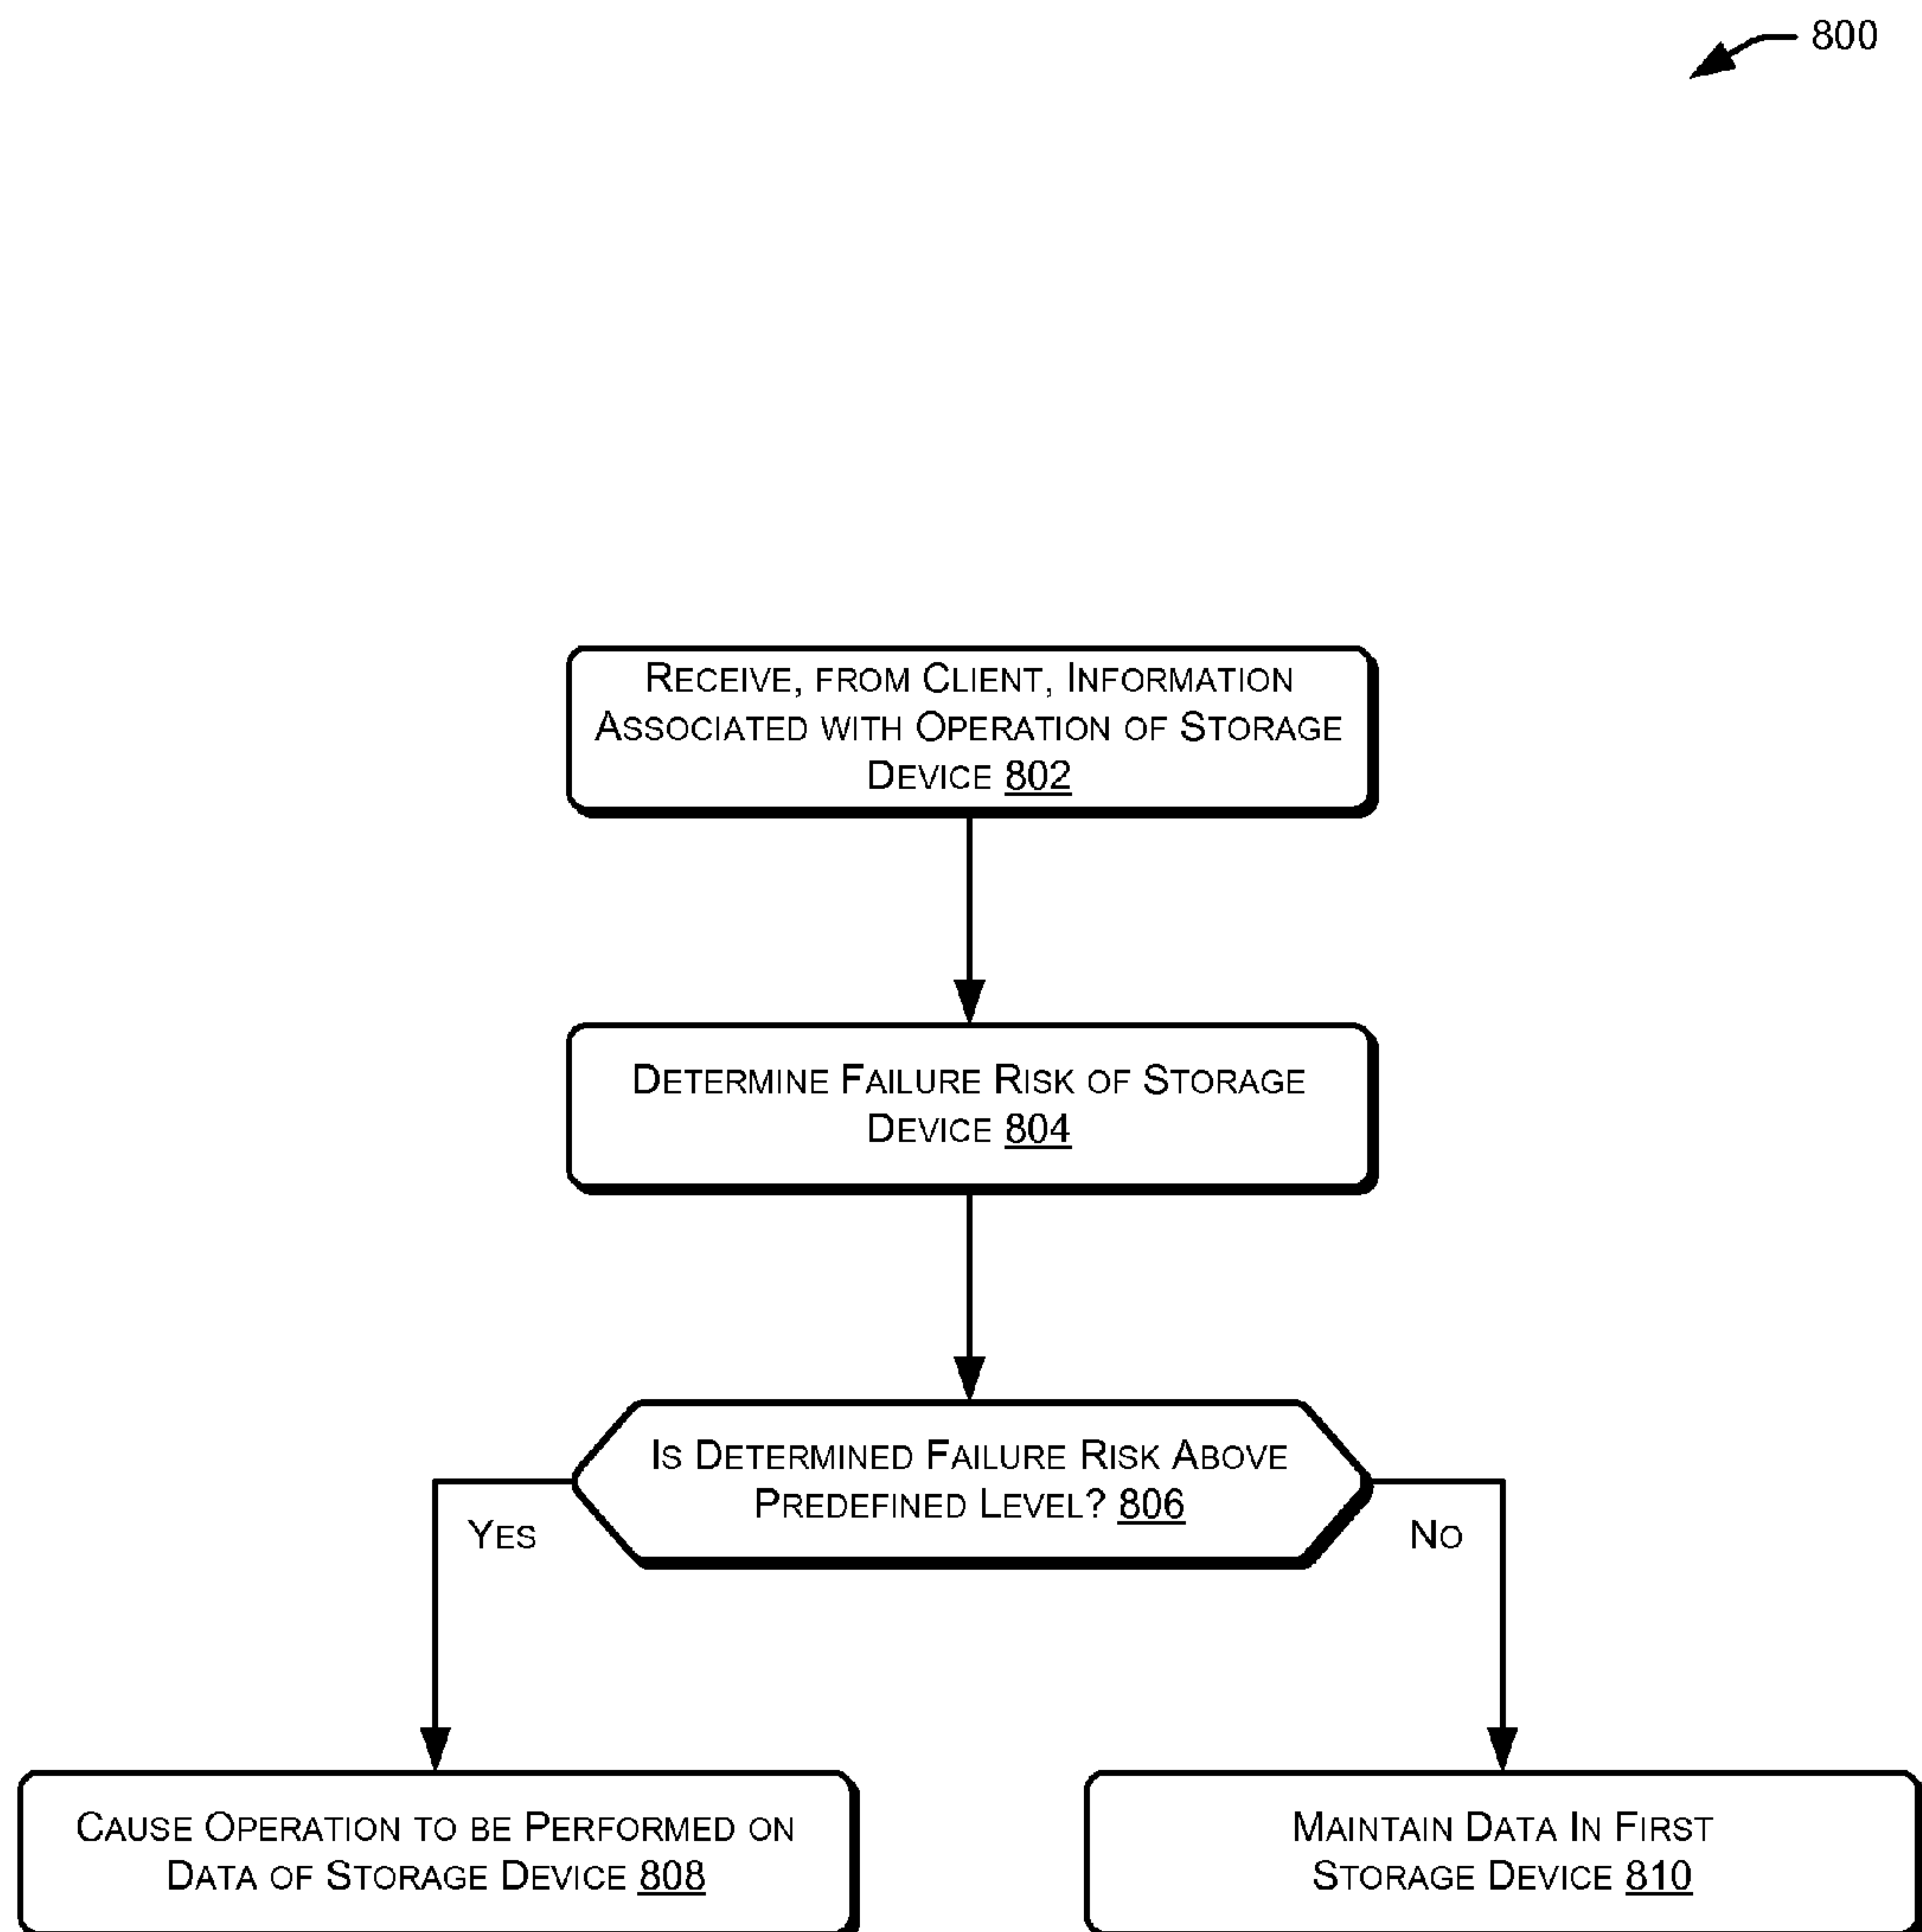 800
Receive, from Client, Information
Associated with Operation of Storage
Device 802
Determine Failure Risk of Storage
Device 804
Is Determined Failure Risk Above
Predefined Level? 806
Yes
No
Cause Operation to be Performed on
Data of Storage Device 808
Maintain Data In First
Storage Device 810